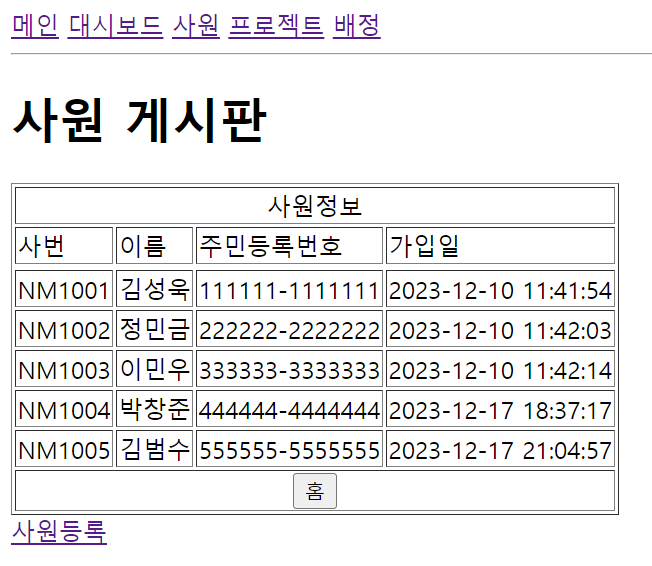 메인 대시보드 사원 프로젝트 배정
사원 게시판
사원정보
사번 이름 주민등록번호 가입일
NM1001 김성욱 111111-1111111 2023-12-10 11:41:54
NM1002 정민금 222222-2222222 2023-12-10 11:42:03
NM1003 이민우 333333-3333333 2023-12-10 11:42:14
NM1004 박창준 444444-4444444 2023-12-17 18:37:17
NM1005 김범수 555555-5555555 2023-12-17 21:04:57
홈
사원등록